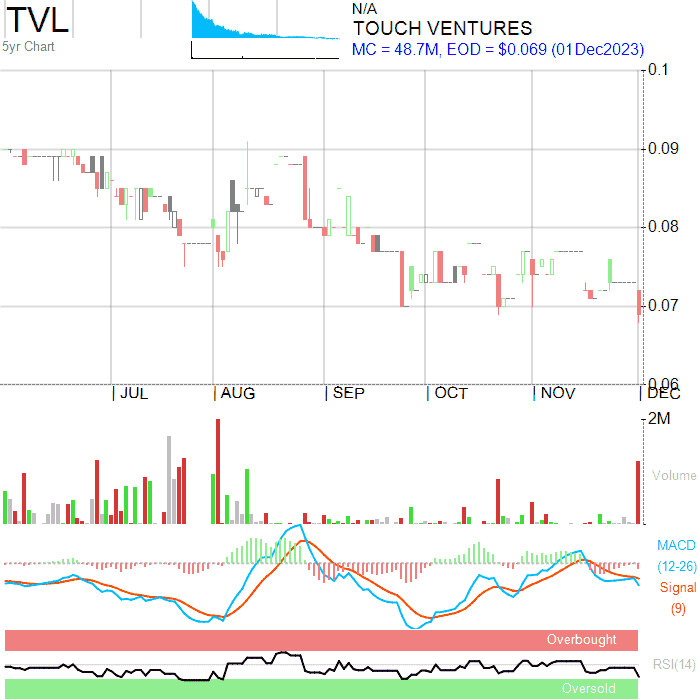 TVL
5yr Chart
N/A
TOUCH VENTURES
MC = 48.7M, EOD = $0.069 (01Dec2023)
0.1
0.09
0.08
0.07
0.06
JUL
AUG
SEP
OCT
NOV
DEC
2M
Volume
MACD
(12-26)
Signal
(9)
Overbought
RSI(14)
Oversold